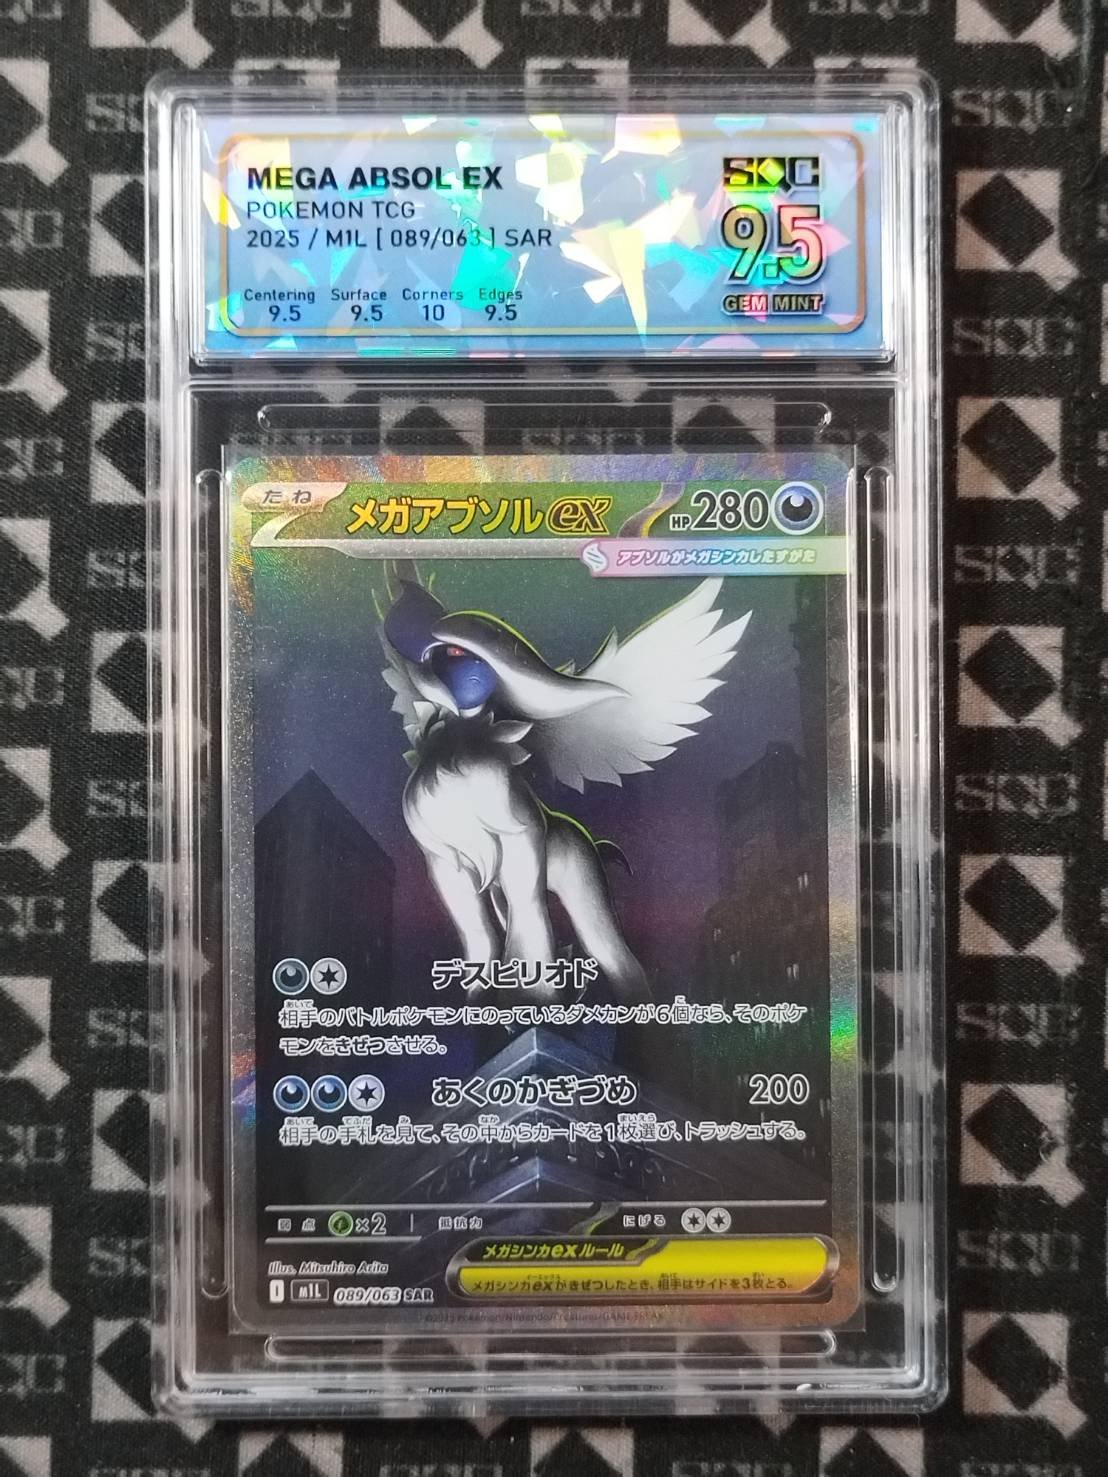 MEGA ABSOL EX
POKEMON TCG
2025 / M1L [ 089/063 ] SAR
Centering Surface Corners Edges
9.5 9.5 10 9.5
SQC
9.5
GEM MINT
たね
メガアブソルex
HP280
アブソルがメガシンカしたすがた
デスピリオド
相手のバトルポケモンにのっているダメカンが6個なら、そのポケ
モンをきぜつさせる。
あくのかぎづめ 200
相手の手札を見て、その中からカードを1枚選び、トラッシュする。
弱点 ×2 抵抗力 にげる
メガシンカexルール
メガシンカexがきぜつしたとき、相手はサイドを3枚とる。
Illus. Mitsuhiro Arita
I M1L 089/063 SAR
©2025 Pokémon/Nintendo/Creatures/GAME FREAK